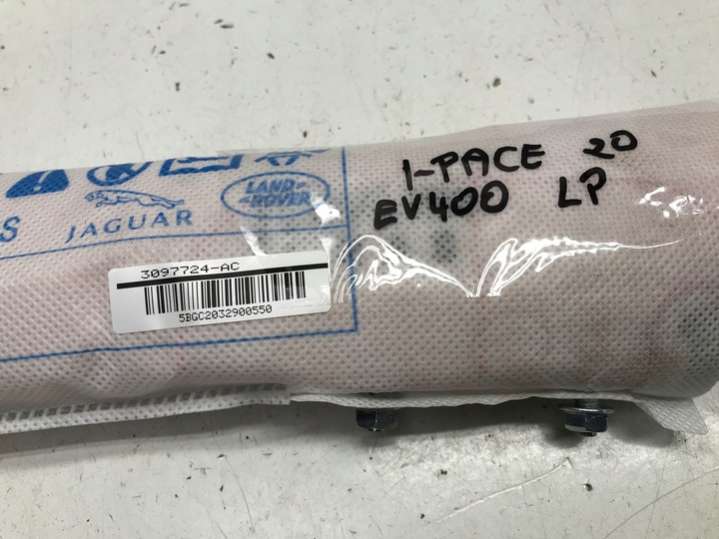 I-PACE 20
EV400 LP
S
JAGUAR
LAND-
ROVER
3097724-AC
5BGC2032900550